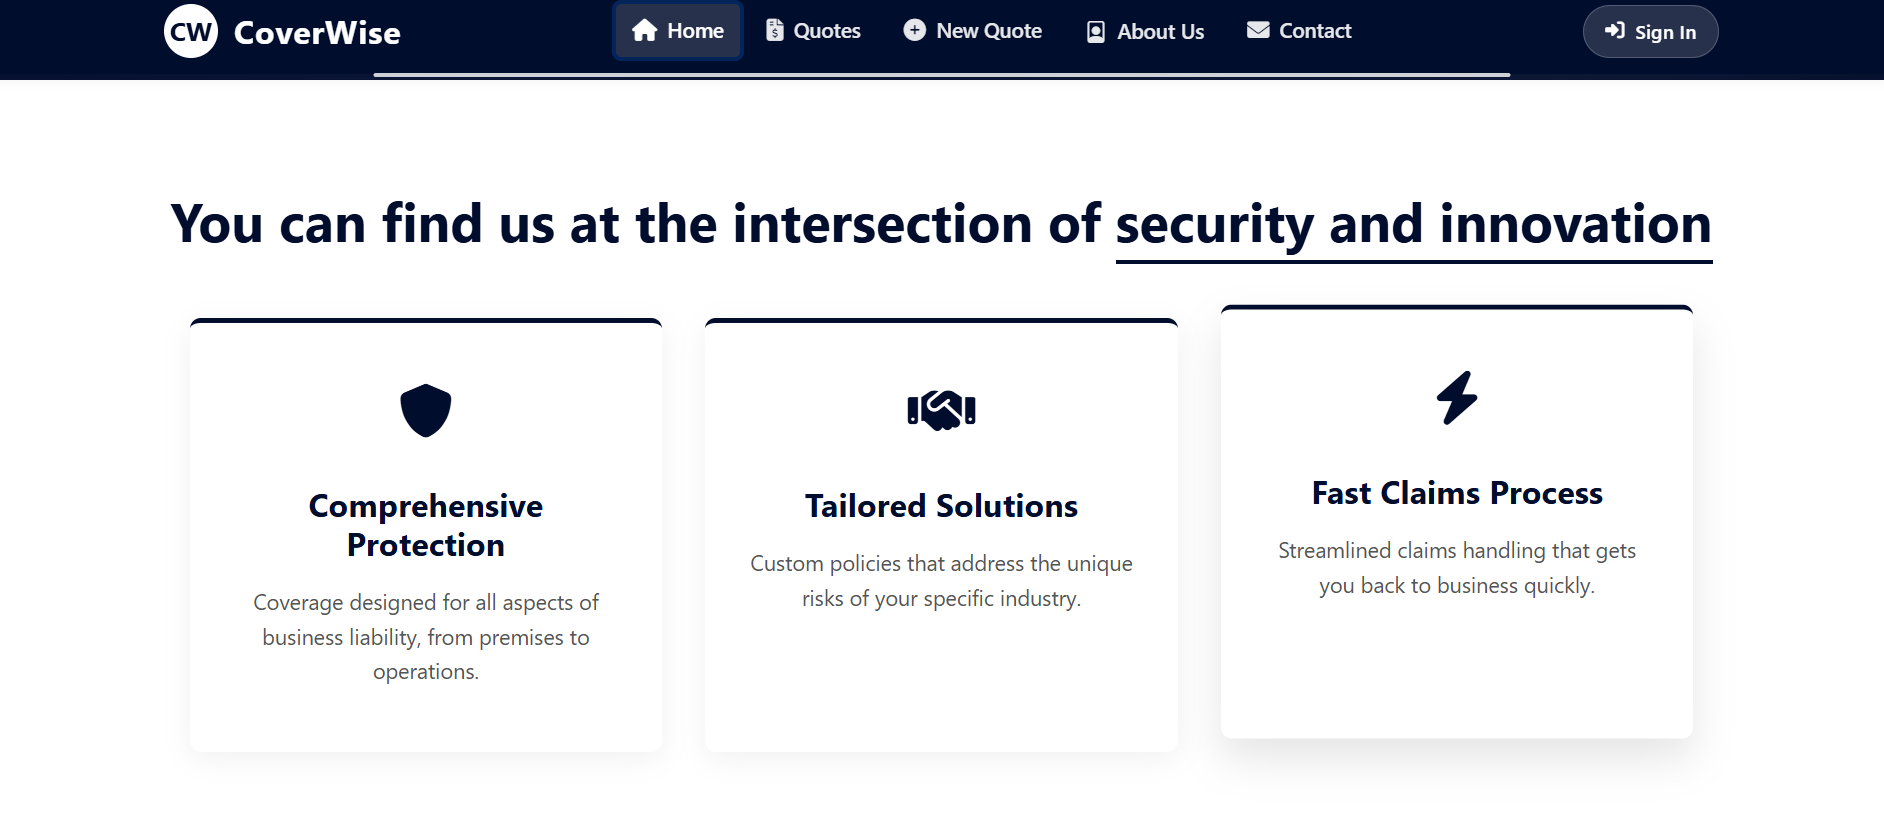 CW CoverWise Home Quotes New Quote About Us Contact Sign In
You can find us at the intersection of security and innovation
Comprehensive
Protection
Coverage designed for all aspects of
business liability, from premises to
operations.
Tailored Solutions
Custom policies that address the unique
risks of your specific industry.
Fast Claims Process
Streamlined claims handling that gets
you back to business quickly.